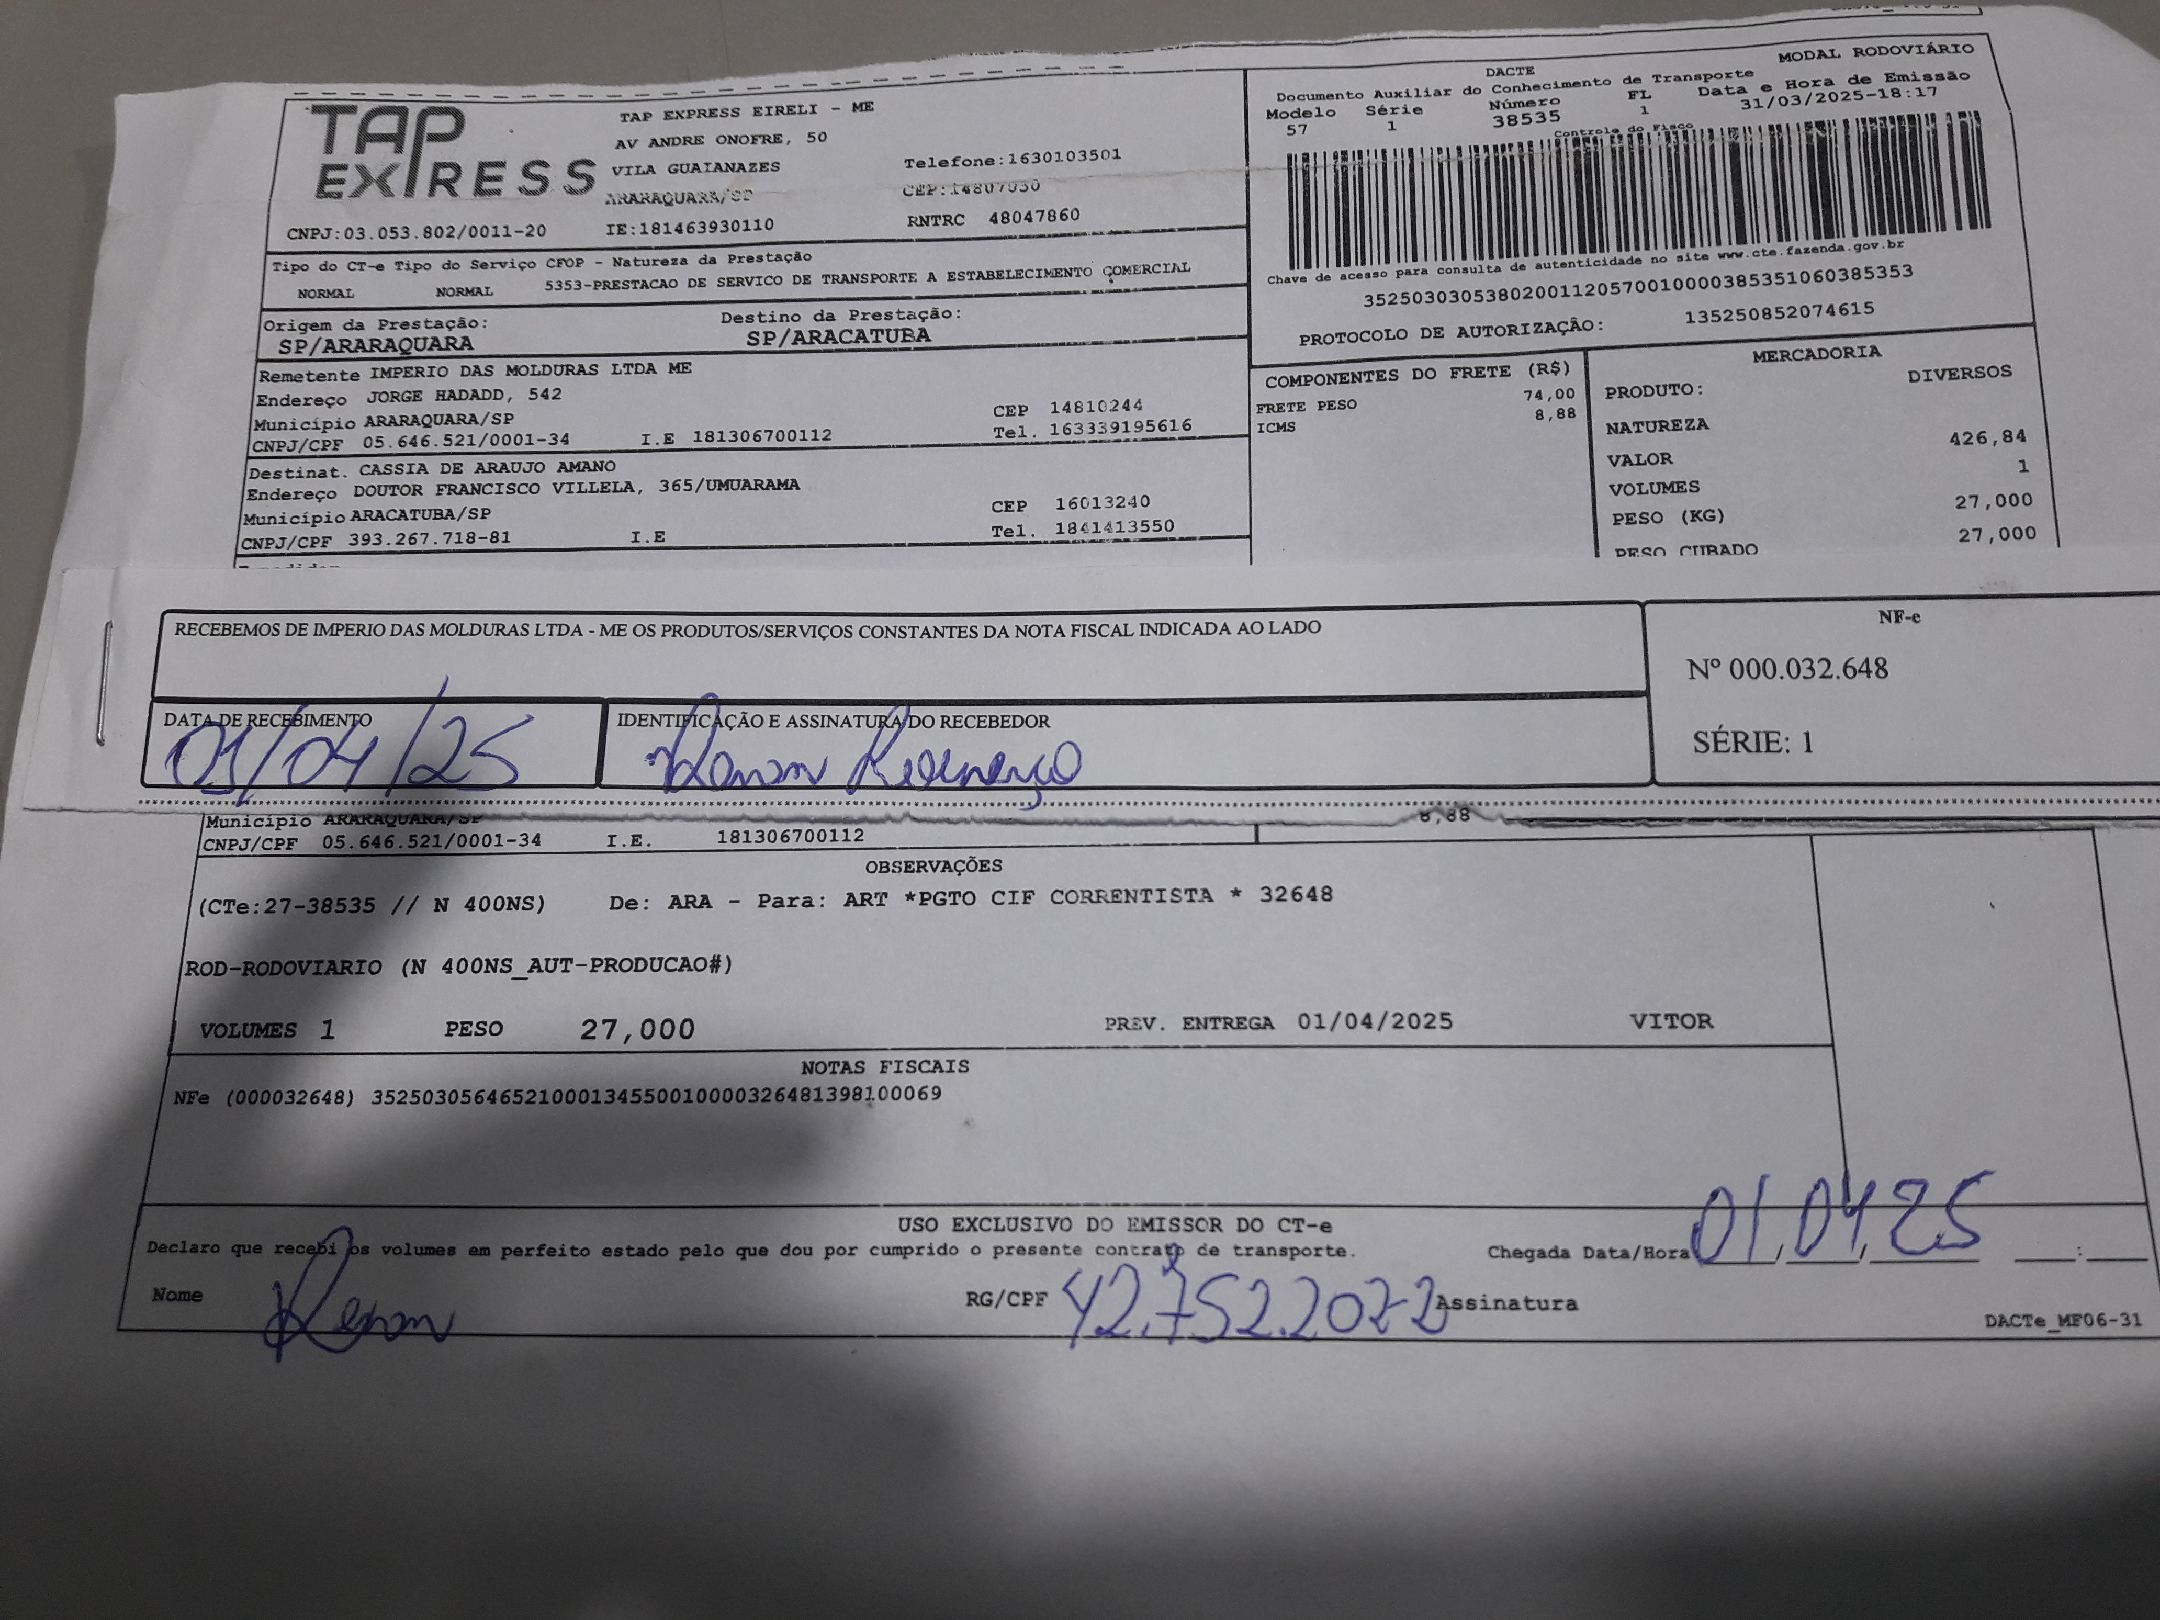 TAP EXPRESS
TAP EXPRESS EIRELI - ME
AV ANDRE ONOFRE, 50
VILA GUAIANAZES
ARARAQUARA/SP
Telefone:1630103501
CEP:14807050
CNPJ:03.053.802/0011-20 IE:181463930110 RNTRC 48047860
DACTE MODAL RODOVIÁRIO
Documento Auxiliar do Conhecimento de Transporte
Modelo Série Número FL Data e Hora de Emissão
57 1 38535 1 31/03/2025-18:17
Controle do Fisco
Chave de acesso para consulta de autenticidade no site www.cte.fazenda.gov.br
35250303053802001120570010000385351060385353
PROTOCOLO DE AUTORIZAÇÃO: 135250852074615
Tipo do CT-e Tipo do Serviço CFOP - Natureza da Prestação
NORMAL NORMAL 5353-PRESTACAO DE SERVICO DE TRANSPORTE A ESTABELECIMENTO COMERCIAL
Origem da Prestação: Destino da Prestação:
SP/ARARAQUARA SP/ARACATUBA
Remetente IMPERIO DAS MOLDURAS LTDA ME
Endereço JORGE HADADD, 542
Município ARARAQUARA/SP CEP 14810244
CNPJ/CPF 05.646.521/0001-34 I.E 181306700112 Tel. 163339195616
Destinat. CASSIA DE ARAUJO AMANO
Endereço DOUTOR FRANCISCO VILLELA, 365/UMUARAMA
Município ARACATUBA/SP CEP 16013240
CNPJ/CPF 393.267.718-81 I.E Tel. 1841413550
COMPONENTES DO FRETE (R$)
FRETE PESO 74,00
ICMS 8,88
MERCADORIA
PRODUTO: DIVERSOS
NATUREZA
VALOR 426,84
VOLUMES 1
PESO (KG) 27,000
PESO CUBADO 27,000
RECEBEMOS DE IMPERIO DAS MOLDURAS LTDA - ME OS PRODUTOS/SERVIÇOS CONSTANTES DA NOTA FISCAL INDICADA AO LADO
NF-e
Nº 000.032.648
SÉRIE: 1
DATA DE RECEBIMENTO IDENTIFICAÇÃO E ASSINATURA DO RECEBEDOR
01/04/25 Renan
Município ARARAQUARA/SP 8,88
CNPJ/CPF 05.646.521/0001-34 I.E. 181306700112
OBSERVAÇÕES
(CTe:27-38535 // N 400NS) De: ARA - Para: ART *PGTO CIF CORRENTISTA * 32648
ROD-RODOVIARIO (N 400NS_AUT-PRODUCAO#)
VOLUMES 1 PESO 27,000 PREV. ENTREGA 01/04/2025 VITOR
NOTAS FISCAIS
NFe (000032648) 35250305646521000134550010000326481398100069
USO EXCLUSIVO DO EMISSOR DO CT-e
Declaro que recebi os volumes em perfeito estado pelo que dou por cumprido o presente contrato de transporte. Chegada Data/Hora 01/04/25 :
Nome Renan RG/CPF 42.752.202-2 Assinatura
DACTe_MF06-31